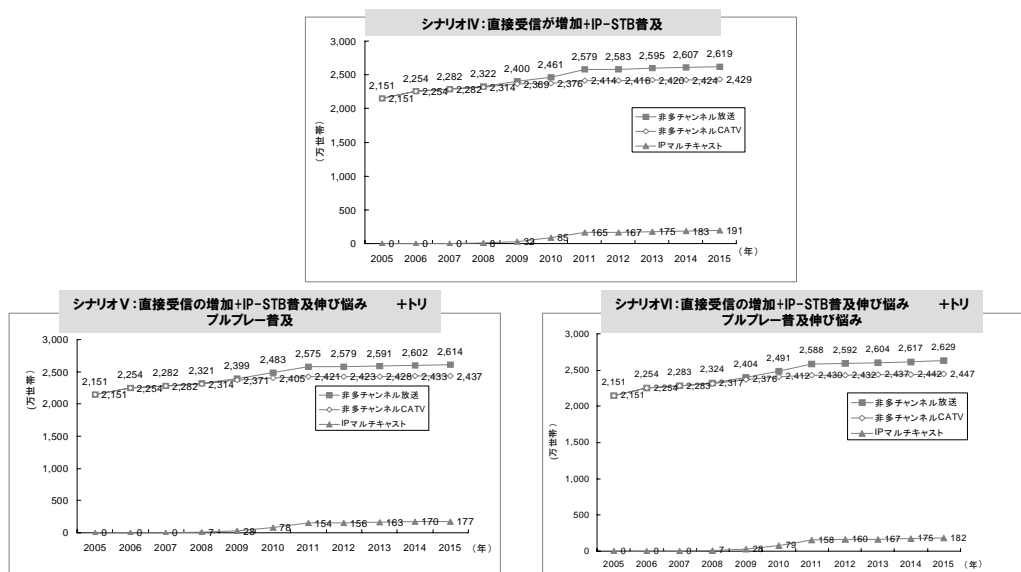 シナリオⅣ:直接受信が増加+IP-STB普及
3,000
2,500
2,000
1,500
1,000
500
0
(万世帯)
2,151 2,254 2,282 2,322 2,400 2,461 2,579 2,583 2,595 2,607 2,619
2,151 2,254 2,282 2,314 2,369 2,376 2,414 2,416 2,420 2,424 2,429
非多チャンネル放送
非多チャンネルCATV
IPマルチキャスト
0 0 0 8 32 85 165 167 175 183 191
2005 2006 2007 2008 2009 2010 2011 2012 2013 2014 2015
(年)
シナリオⅤ:直接受信の増加+IP-STB普及伸び悩み +トリ
プルプレー普及
3,000
2,500
2,000
1,500
1,000
500
0
(万世帯)
2,151 2,254 2,282 2,321 2,399 2,483 2,575 2,579 2,591 2,602 2,614
2,151 2,254 2,282 2,314 2,371 2,405 2,421 2,423 2,428 2,433 2,437
非多チャンネル放送
非多チャンネルCATV
IPマルチキャスト
0 0 0 7 28 78 154 156 163 170 177
2005 2006 2007 2008 2009 2010 2011 2012 2013 2014 2015
(年)
シナリオⅥ:直接受信の増加+IP-STB普及伸び悩み +トリ
プルプレー普及伸び悩み
3,000
2,500
2,000
1,500
1,000
500
0
(万世帯)
2,151 2,254 2,283 2,324 2,404 2,491 2,588 2,592 2,604 2,617 2,629
2,151 2,254 2,283 2,317 2,376 2,412 2,430 2,432 2,437 2,442 2,447
非多チャンネル放送
非多チャンネルCATV
IPマルチキャスト
0 0 0 7 28 79 158 160 167 175 182
2005 2006 2007 2008 2009 2010 2011 2012 2013 2014 2015
(年)